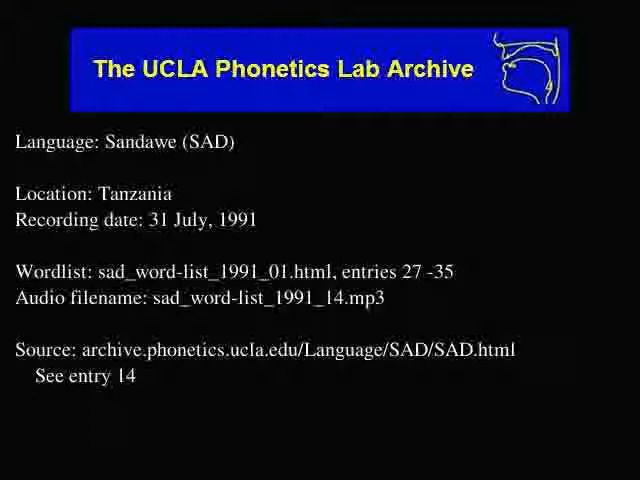 The UCLA Phonetics Lab Archive
Language: Sandawe (SAD)
Location: Tanzania
Recording date: 31 July, 1991
Wordlist: sad_word-list_1991_01.html, entries 27 -35
Audio filename: sad_word-list_1991_14.mp3
Source: archive.phonetics.ucla.edu/Language/SAD/SAD.html
See entry 14